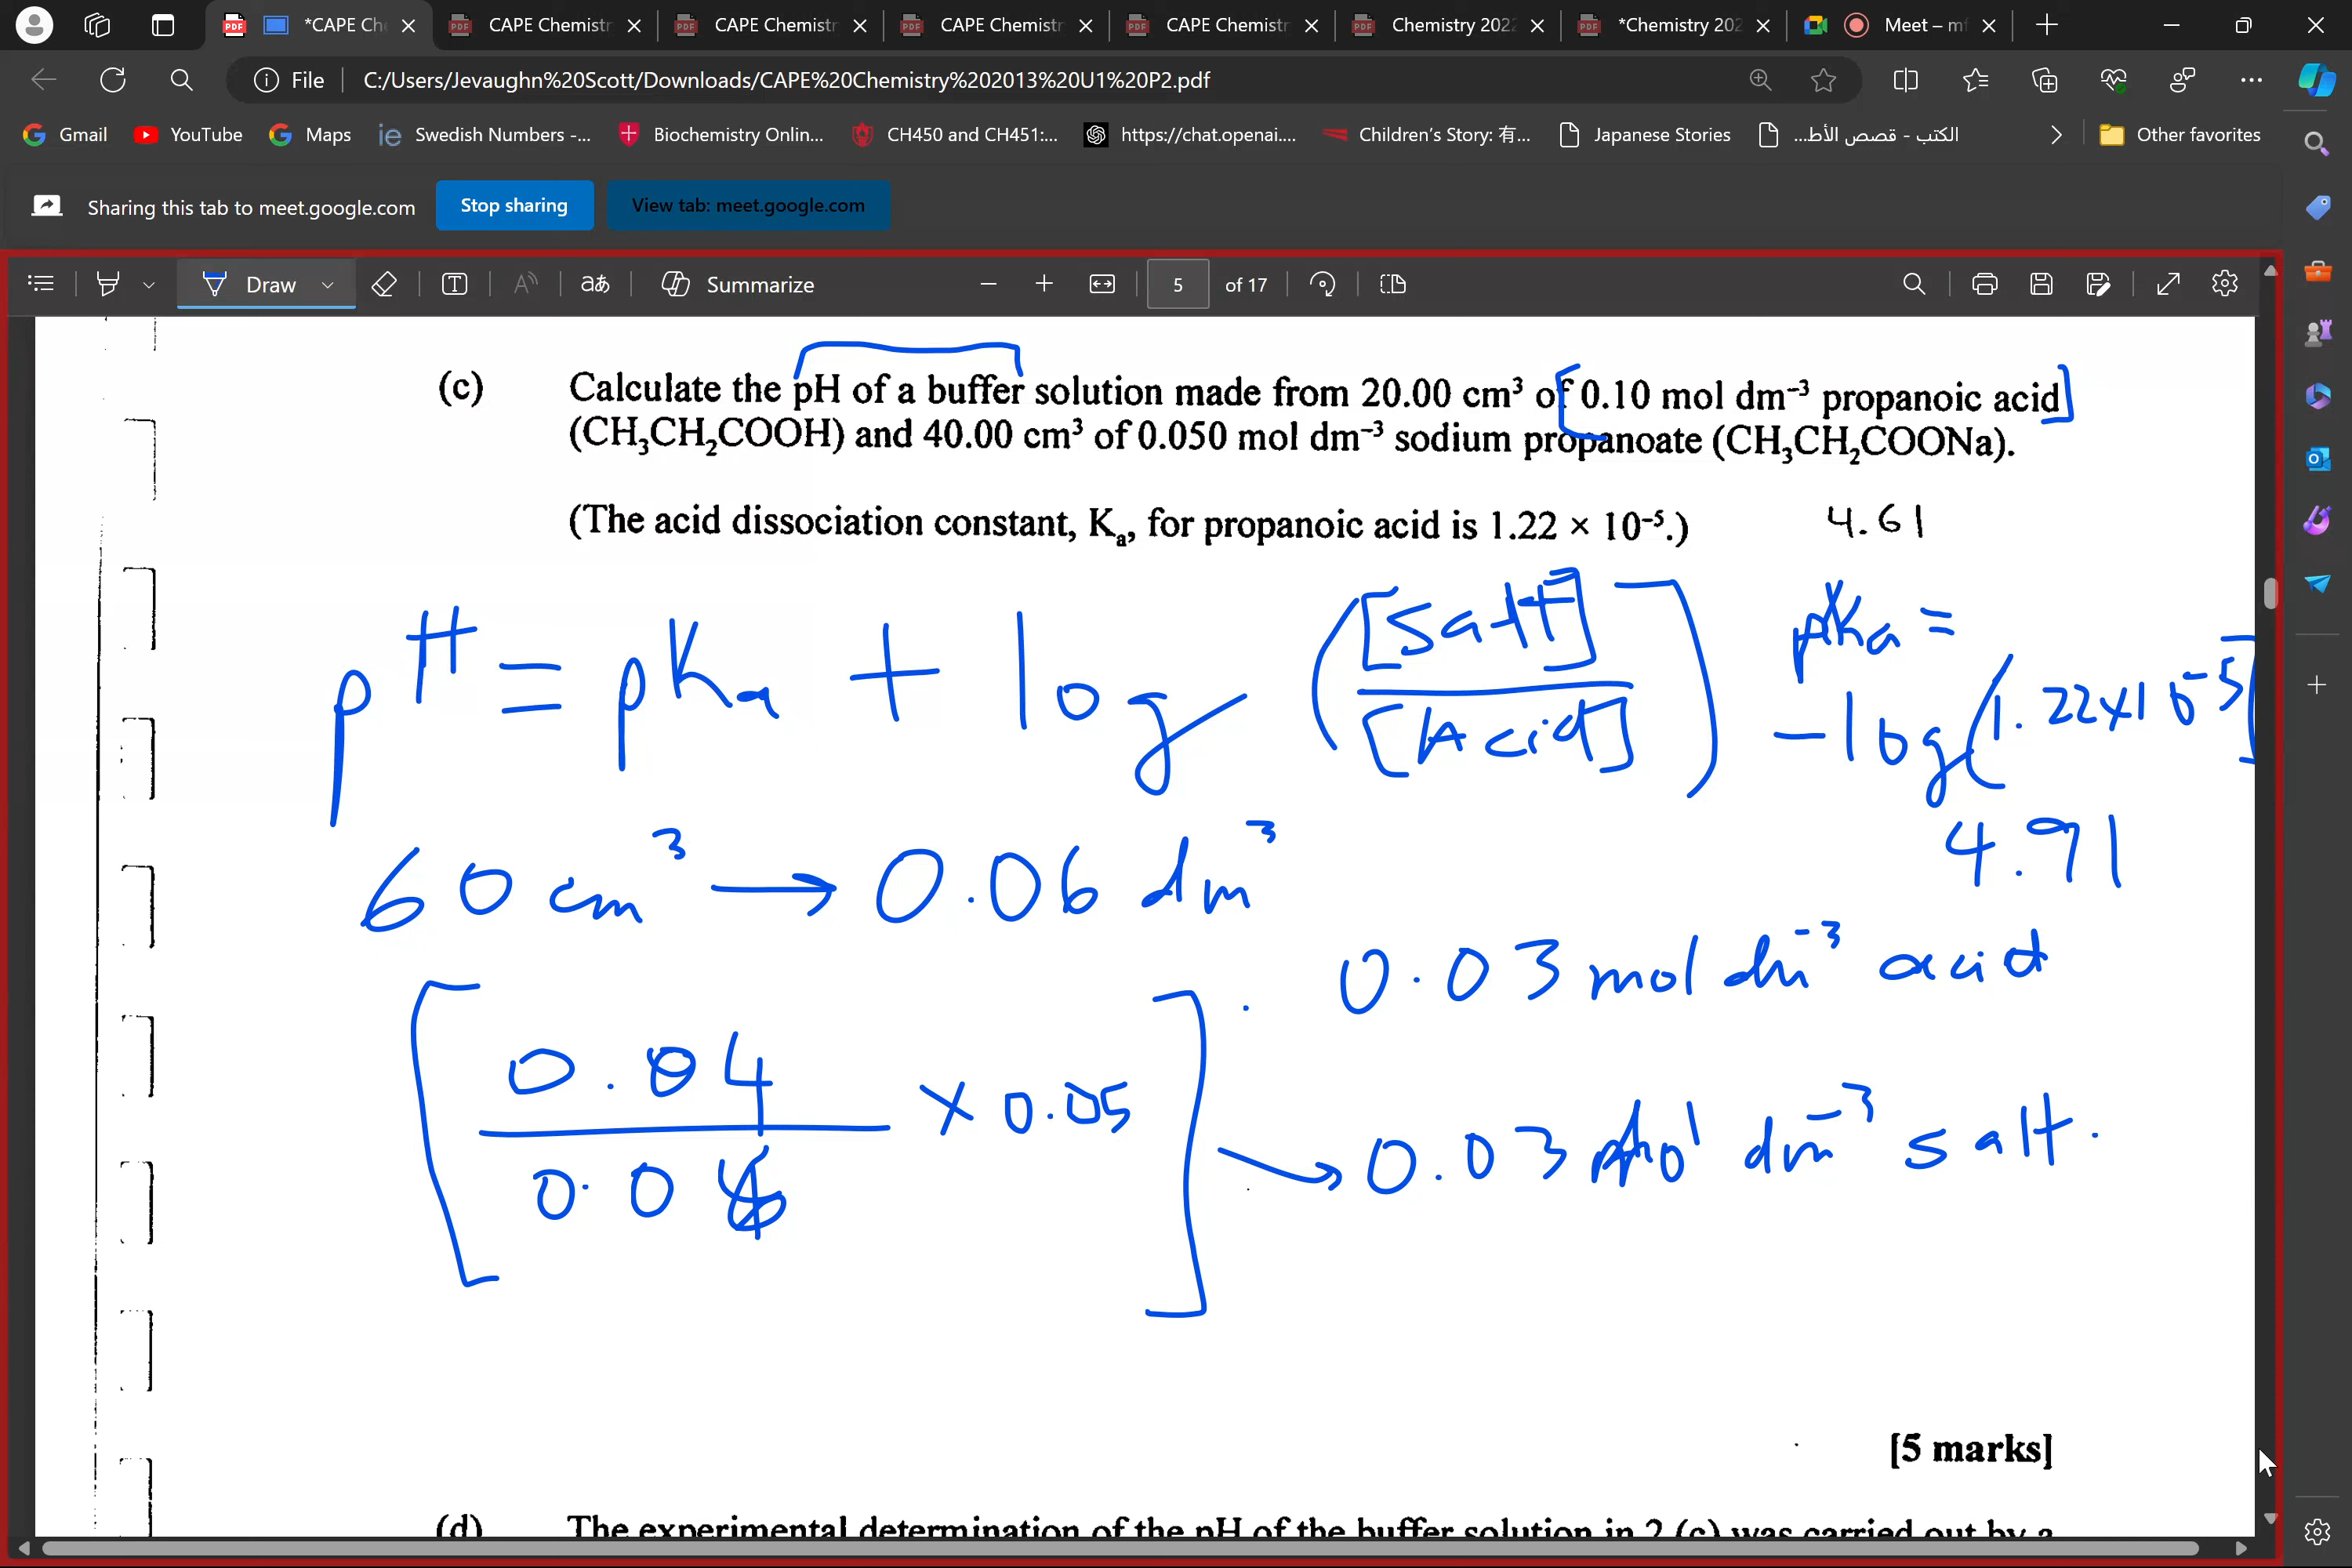 *CAPE Ch
CAPE Chemistr
CAPE Chemistr
CAPE Chemistr
CAPE Chemistr
Chemistry 202
*Chemistry 202
Meet – m
File
C:/Users/Jevaughn%20Scott/Downloads/CAPE%20Chemistry%202013%20U1%20P2.pdf
Gmail
YouTube
Maps
Swedish Numbers -...
Biochemistry Onlin...
CH450 and CH451:...
https://chat.openai....
Children's Story: 有...
Japanese Stories
الكتب - قصص الأط...
Other favorites
Sharing this tab to meet.google.com
Stop sharing
View tab: meet.google.com
Draw
Summarize
5
of 17
(c) Calculate the pH of a buffer solution made from 20.00 cm³ of 0.10 mol dm⁻³ propanoic acid
(CH₃CH₂COOH) and 40.00 cm³ of 0.050 mol dm⁻³ sodium propanoate (CH₃CH₂COONa).
(The acid dissociation constant, Kₐ, for propanoic acid is 1.22 × 10⁻⁵.)
4.61
pH = pKa + log ([Salt]/[Acid])
pKa =
-log(1.22x10⁻⁵)
4.91
60 cm³ → 0.06 dm³
0.03 mol dm⁻³ acid
[0.04/0.06 × 0.05] → 0.03 mol dm⁻³ salt.
[5 marks]
(d) The experimental determination of the pH of the buffer solution in 2 (c) was carried out by a